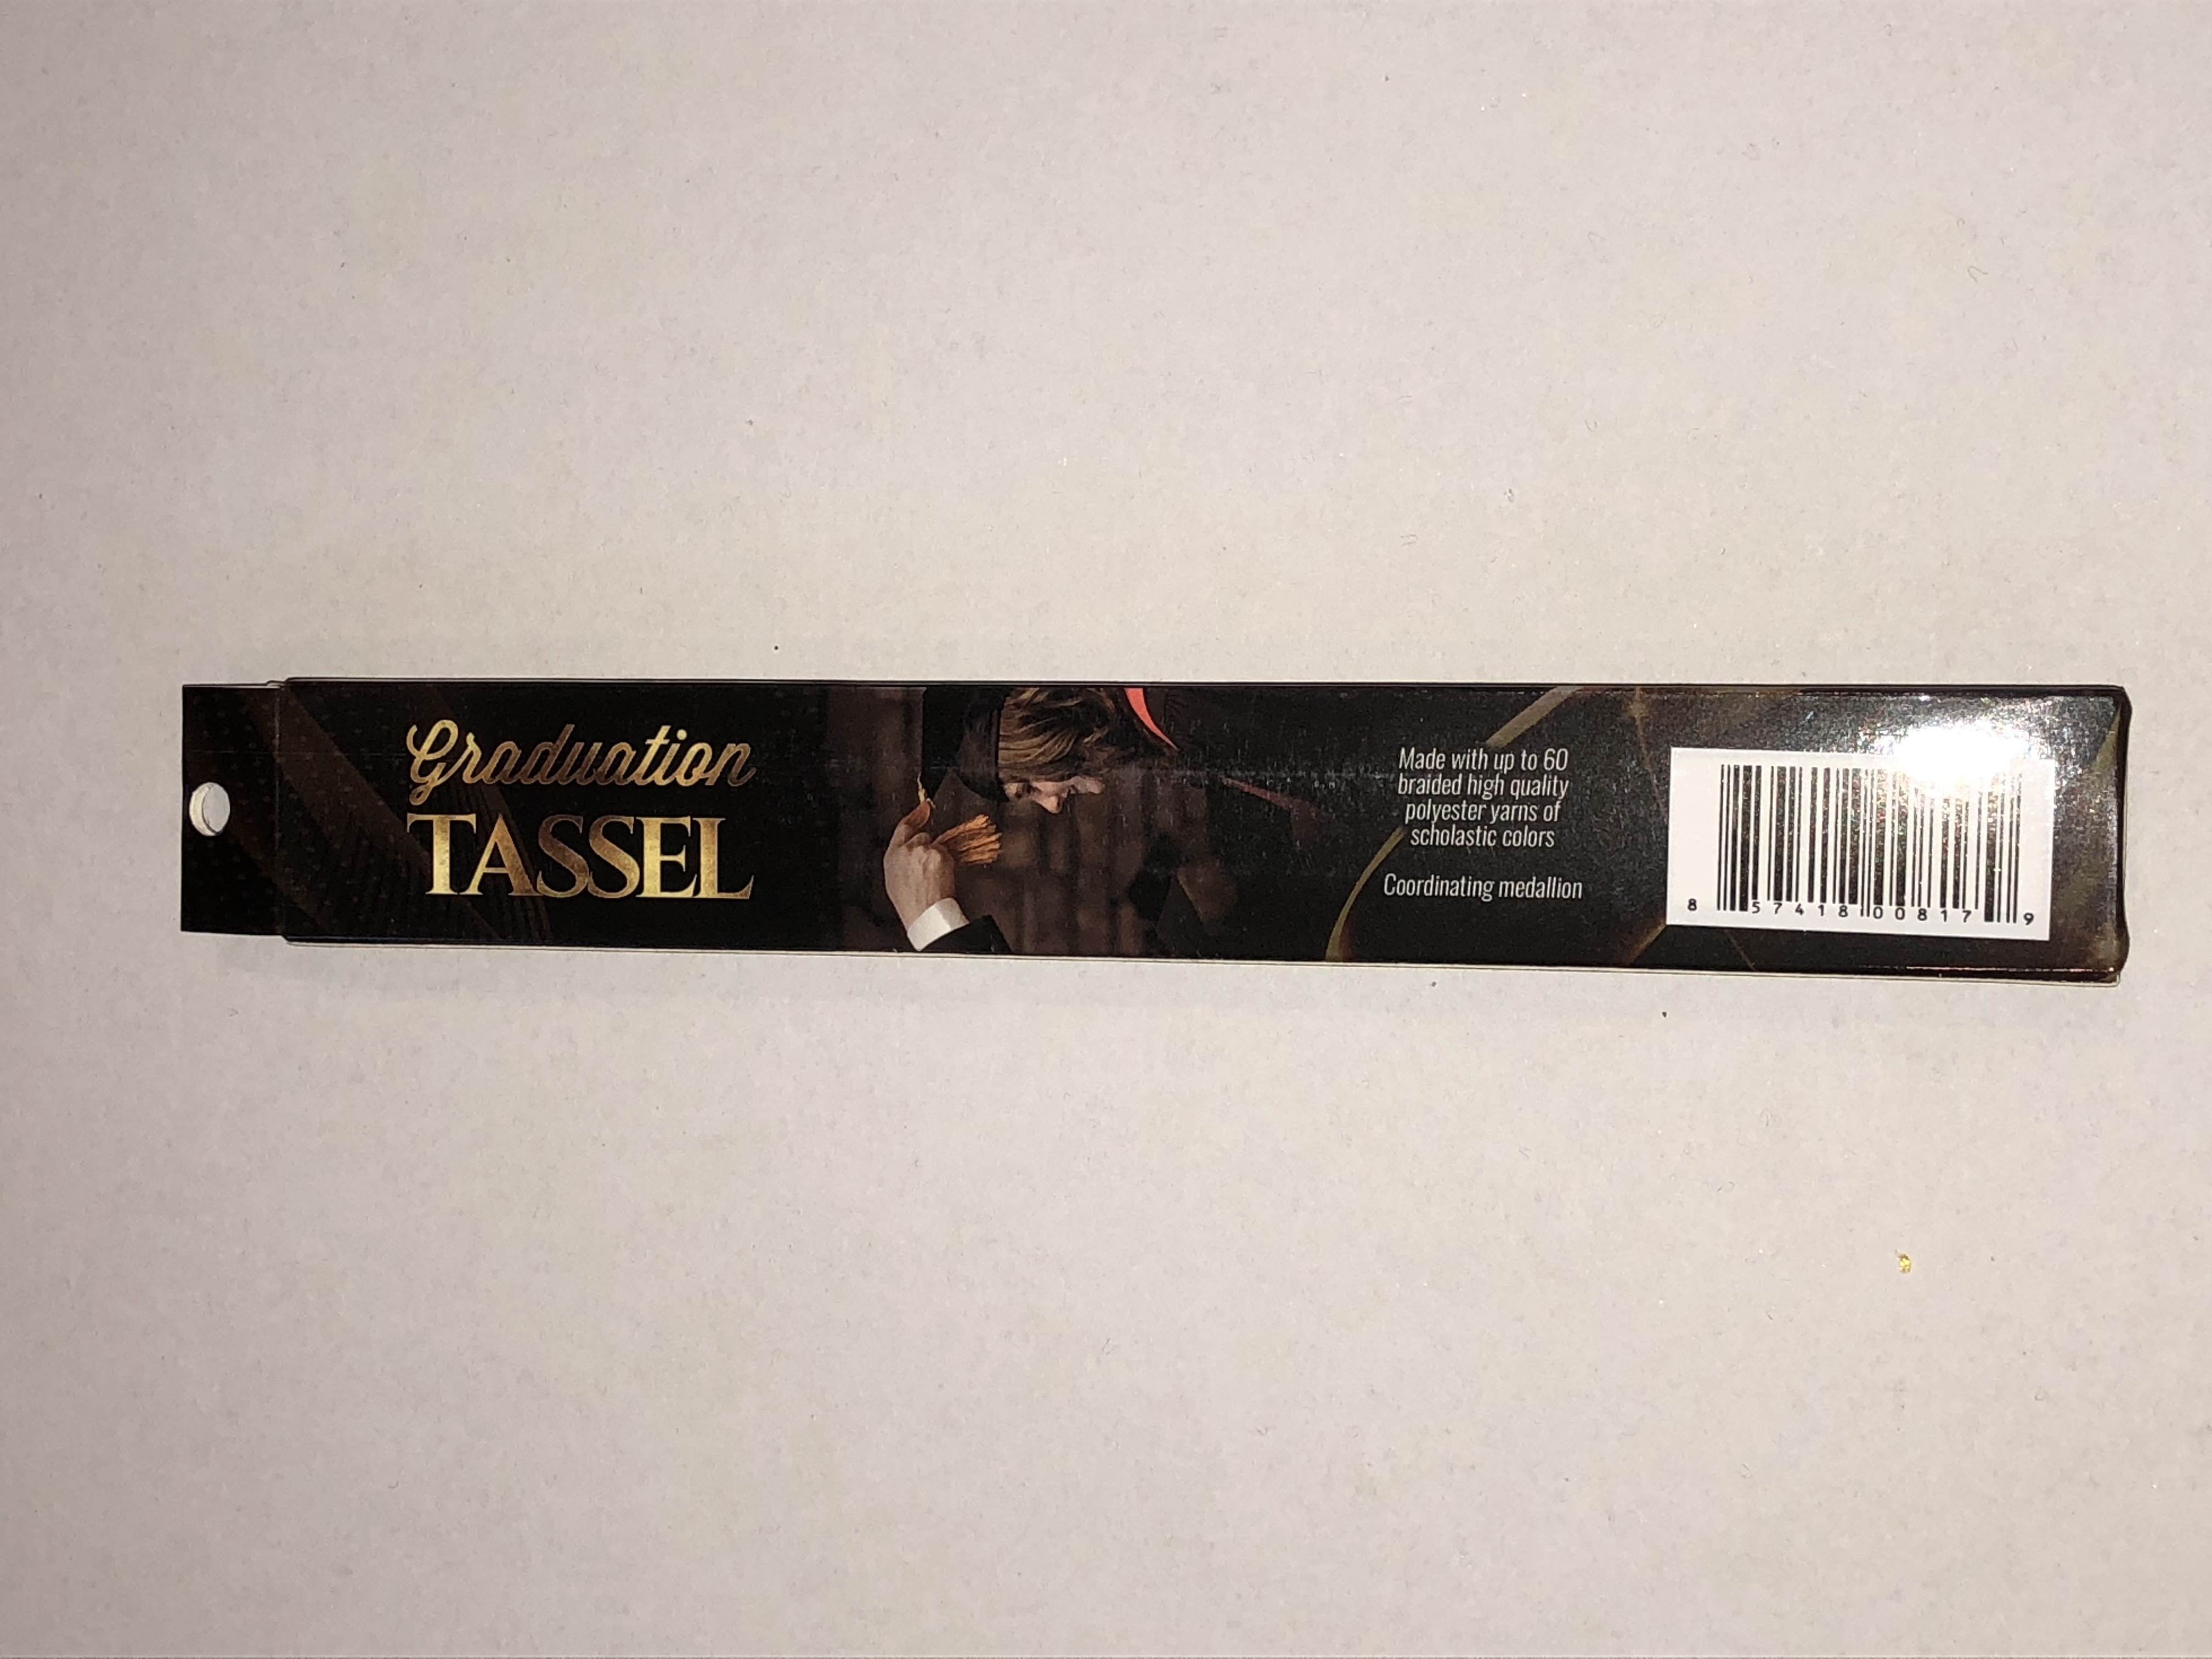 Graduation
TASSEL
Made with up to 60
braided high quality
polyester yarns of
scholastic colors
Coordinating medallion
8 57418 00817 9